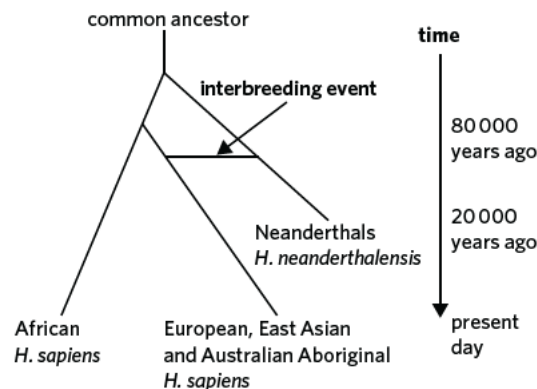 common ancestor
time
interbreeding event
80 000
years ago
20 000
years ago
Neanderthals
H. neanderthalensis
African
H. sapiens
European, East Asian
and Australian Aboriginal
H. sapiens
present
day